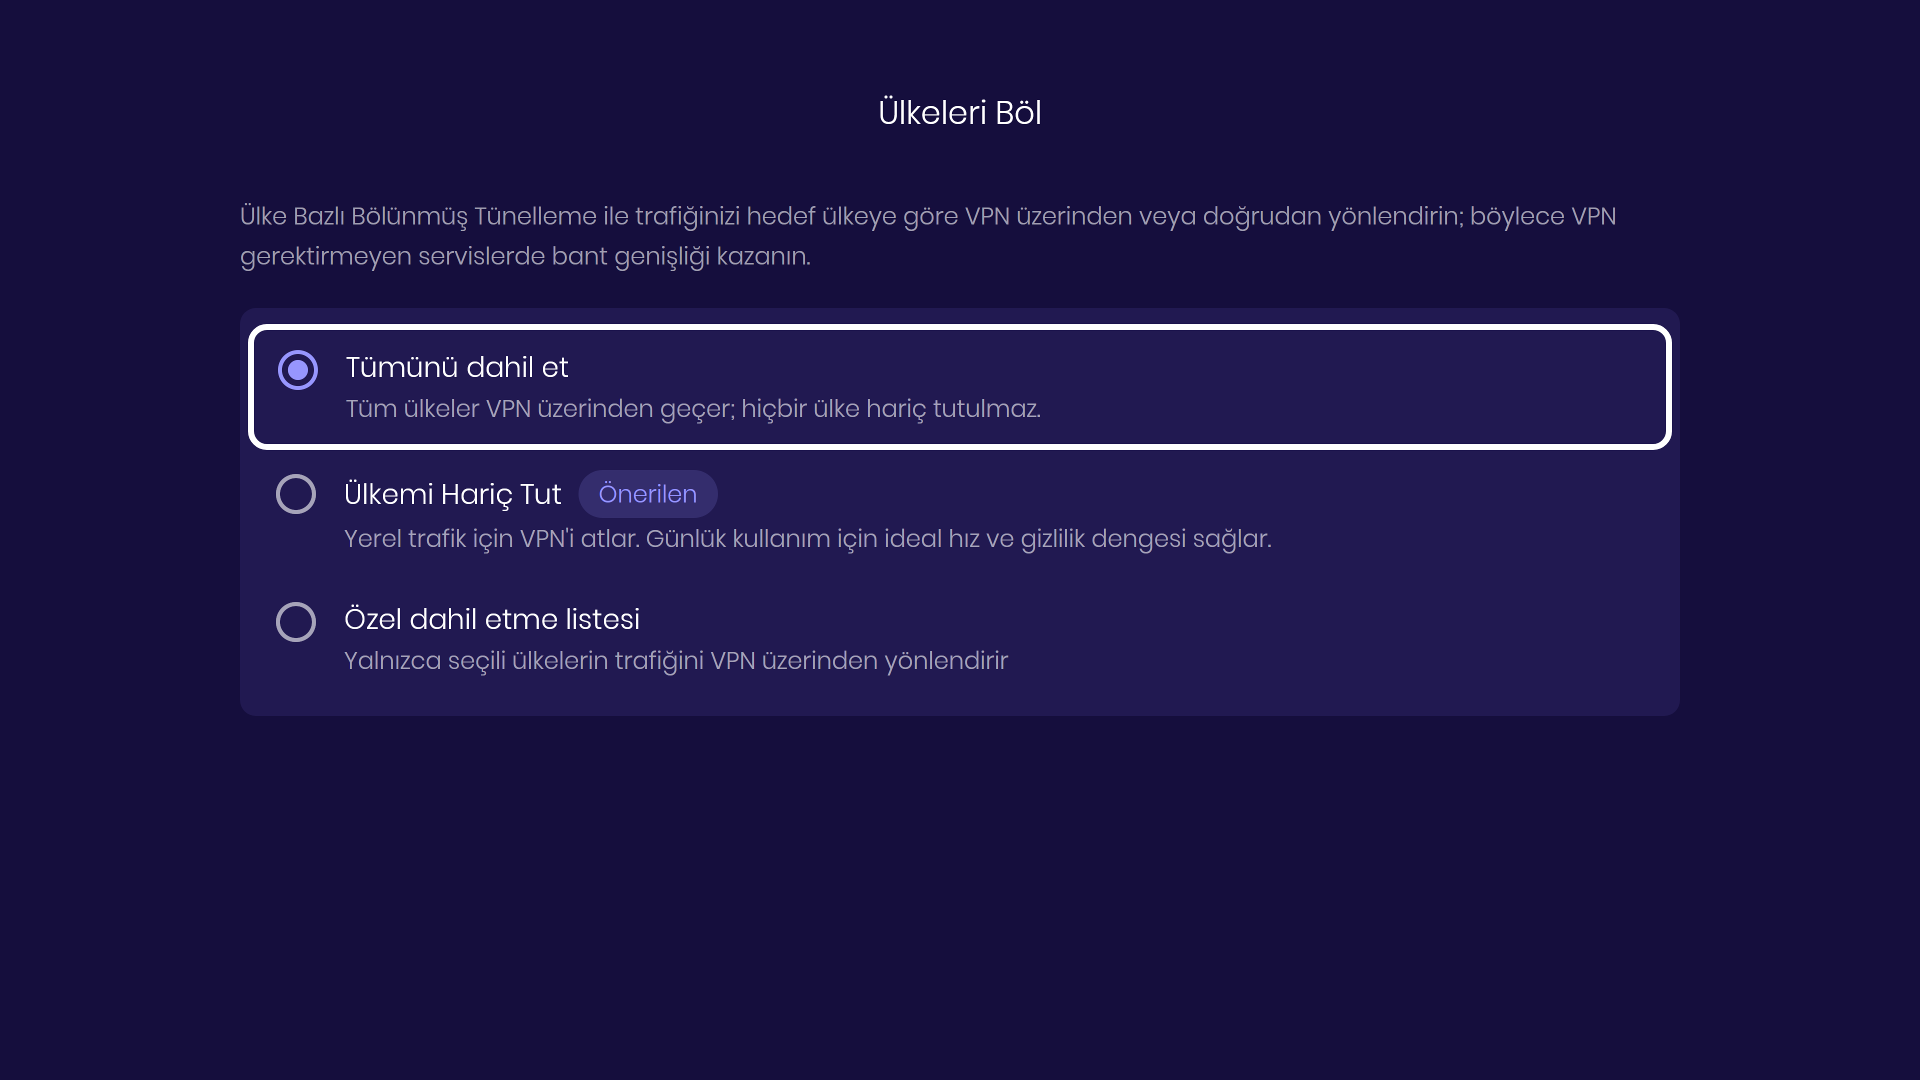 Ülkeleri Böl
Ülke Bazlı Bölünmüş Tünelleme ile trafiğinizi hedef ülkeye göre VPN üzerinden veya doğrudan yönlendirin; böylece VPN
gerektirmeyen servislerde bant genişliği kazanın.
Tümünü dahil et
Tüm ülkeler VPN üzerinden geçer; hiçbir ülke hariç tutulmaz.
Ülkemi Hariç Tut Önerilen
Yerel trafik için VPN'i atlar. Günlük kullanım için ideal hız ve gizlilik dengesi sağlar.
Özel dahil etme listesi
Yalnızca seçili ülkelerin trafiğini VPN üzerinden yönlendirir